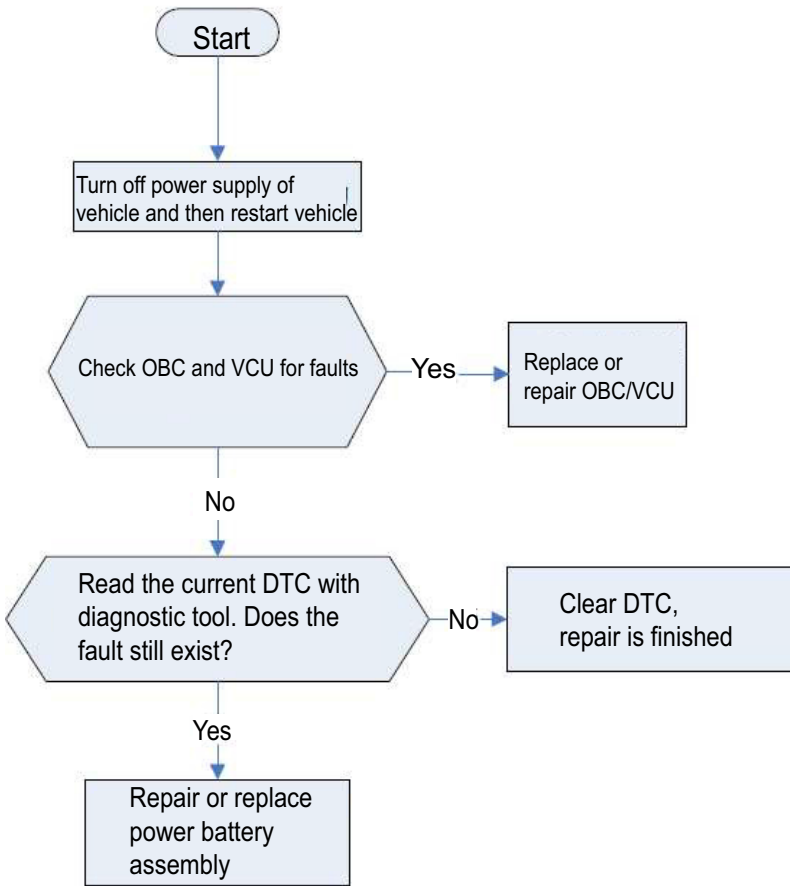 Start
Turn off power supply of
vehicle and then restart vehicle
Check OBC and VCU for faults
Yes
Replace or
repair OBC/VCU
No
Read the current DTC with
diagnostic tool. Does the
fault still exist?
No
Clear DTC,
repair is finished
Yes
Repair or replace
power battery
assembly